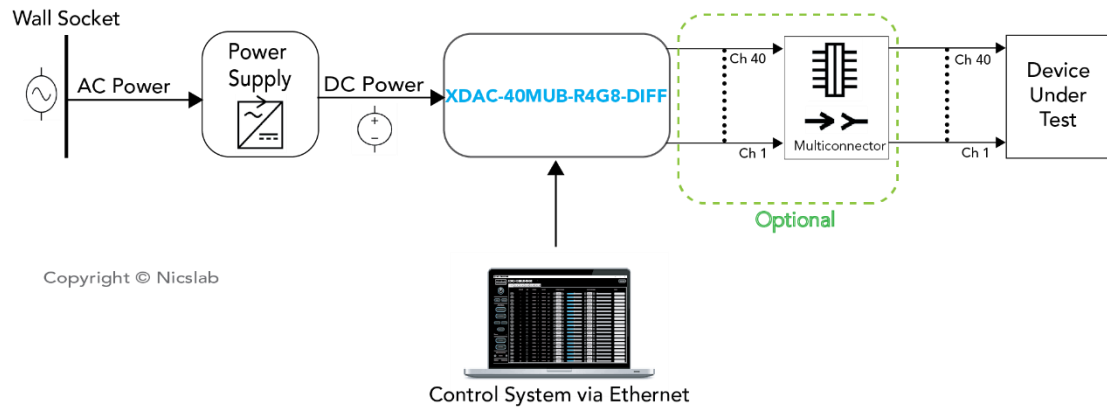 Wall Socket
AC Power
Power
Supply
DC Power
XDAC-40MUB-R4G8-DIFF
Ch 40
Ch 1
Multiconnector
Optional
Ch 40
Ch 1
Device
Under
Test
Copyright © Nicslab
Control System via Ethernet